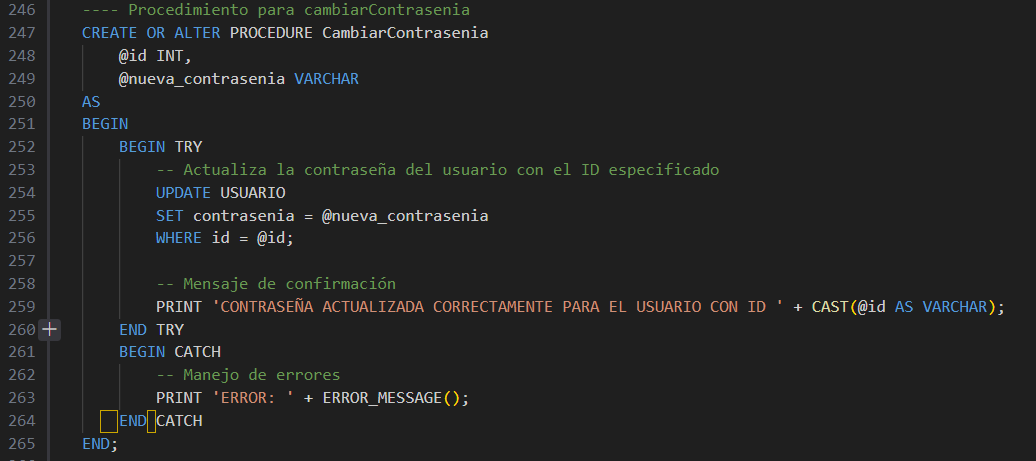 246 ---- Procedimiento para cambiarContrasenia
247 CREATE OR ALTER PROCEDURE CambiarContrasenia
248 @id INT,
249 @nueva_contrasenia VARCHAR
250 AS
251 BEGIN
252 BEGIN TRY
253 -- Actualiza la contraseña del usuario con el ID especificado
254 UPDATE USUARIO
255 SET contrasenia = @nueva_contrasenia
256 WHERE id = @id;
257
258 -- Mensaje de confirmación
259 PRINT 'CONTRASEÑA ACTUALIZADA CORRECTAMENTE PARA EL USUARIO CON ID ' + CAST(@id AS VARCHAR);
260 END TRY
261 BEGIN CATCH
262 -- Manejo de errores
263 PRINT 'ERROR: ' + ERROR_MESSAGE();
264 END CATCH
265 END;